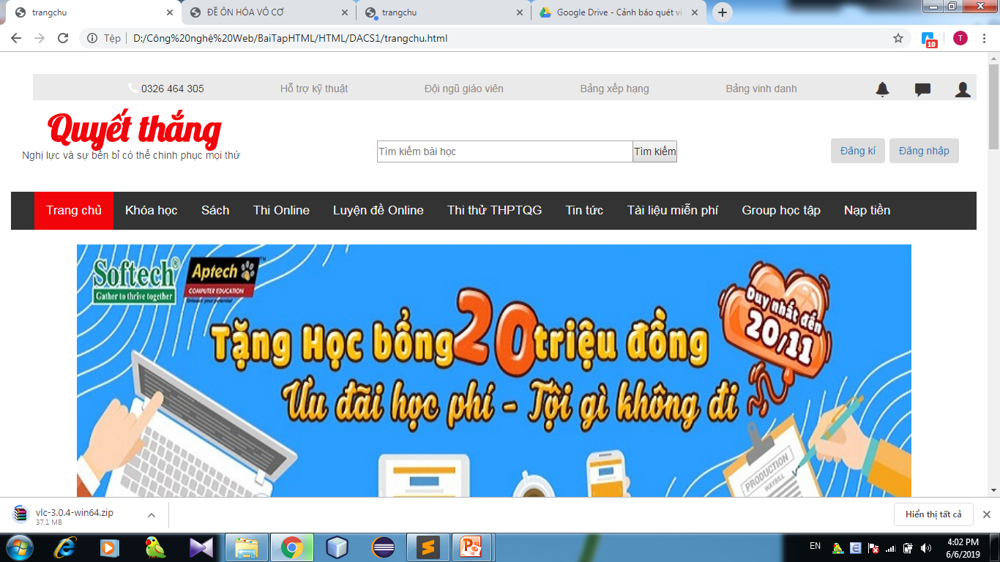 trangchu
ĐỀ ÔN HÓA VÔ CƠ
trangchu
Google Drive - Cảnh báo quét vi
Tệp
D:/Công%20nghệ%20Web/BaiTapHTML/HTML/DACS1/trangchu.html
10
T
0326 464 305
Hỗ trợ kỹ thuật
Đội ngũ giáo viên
Bảng xếp hạng
Bảng vinh danh
Quyết thắng
Nghị lực và sự bền bỉ có thể chinh phục mọi thứ
Tìm kiếm bài học
Tìm kiếm
Đăng kí
Đăng nhập
Trang chủ
Khóa học
Sách
Thi Online
Luyện đề Online
Thi thử THPTQG
Tin tức
Tài liệu miễn phí
Group học tập
Nạp tiền
Softech®
Gather to thrive together
Aptech™
COMPUTER EDUCATION
Unleash your potential
Duy nhất đến
20/11
Tặng Học bổng 20 triệu đồng
Ưu đãi học phí - Tội gì không đi
PRODUCTION
WAYBILL
vlc-3.0.4-win64.zip
37,1 MB
Hiển thị tất cả
EN
4:02 PM
6/6/2019